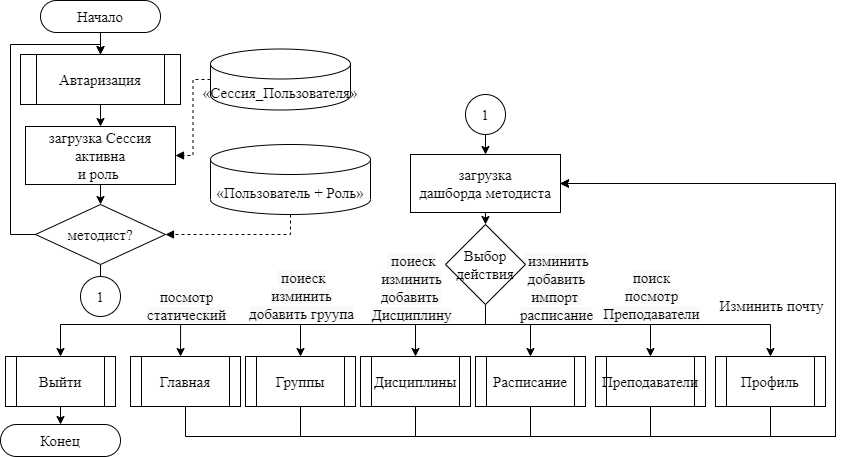 Начало
Автаризация
«Сессия_Пользователя»
загрузка Сессия
активна
и роль
«Пользователь + Роль»
методист?
1
1
загрузка
дашборда методиста
Выбор
действия
посмотр
статический
поиеск
изминить
добавить груупа
поиеск
изминить
добавить
Дисциплину
изминить
добавить
импорт
расписание
поиск
посмотр
Преподаватели
Изминить почту
Выйти
Главная
Группы
Дисциплины
Расписание
Преподаватели
Профиль
Конец